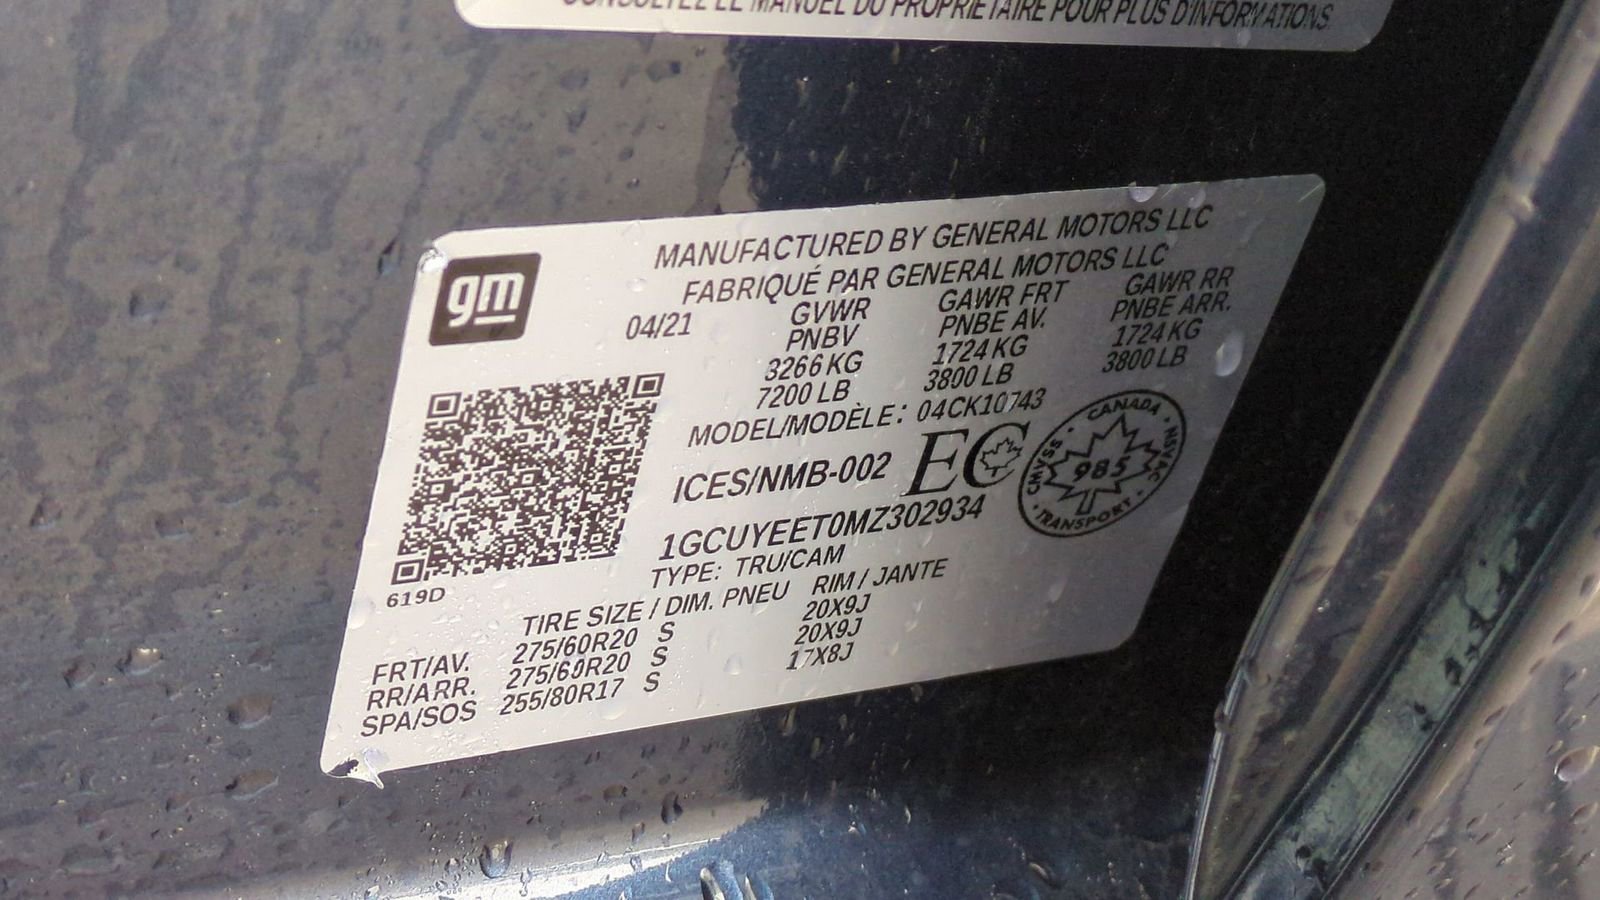 CONSULTEZ LE MANUEL DU PROPRIÉTAIRE POUR PLUS D'INFORMATIONS
gm
MANUFACTURED BY GENERAL MOTORS LLC
FABRIQUÉ PAR GENERAL MOTORS LLC
04/21 GVWR GAWR FRT GAWR RR
PNBV PNBE AV. PNBE ARR.
3266 KG 1724 KG 1724 KG
7200 LB 3800 LB 3800 LB
MODEL/MODÈLE: 04CK10743
ICES/NMB-002 EC
CANADA · MSVAC · TRANSPORT · CMVSS ·
985
1GCUYEET0MZ302934
TYPE: TRU/CAM
619D
TIRE SIZE / DIM. PNEU RIM / JANTE
FRT/AV. 275/60R20 S 20X9J
RR/ARR. 275/60R20 S 20X9J
SPA/SOS 255/80R17 S 17X8J